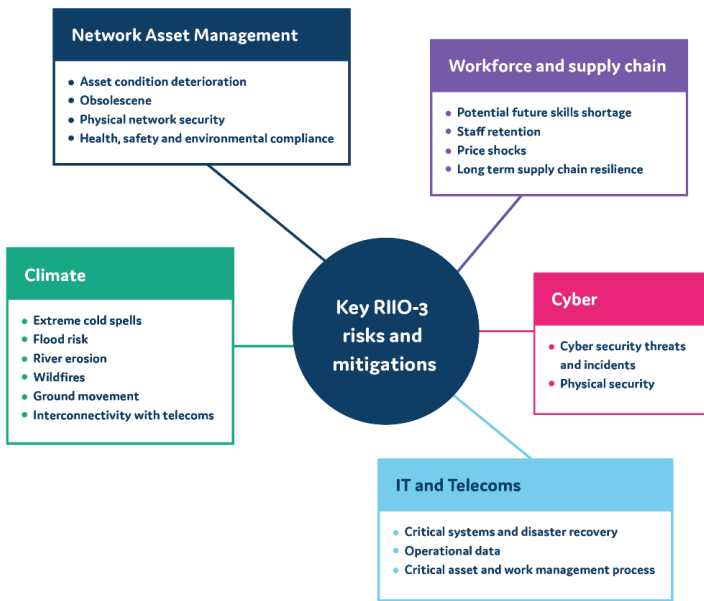 Network Asset Management
Asset condition deterioration
Obsolescene
Physical network security
Health, safety and environmental compliance
Workforce and supply chain
Potential future skills shortage
Staff retention
Price shocks
Long term supply chain resilience
Climate
Extreme cold spells
Flood risk
River erosion
Wildfires
Ground movement
Interconnectivity with telecoms
Key RIIO-3
risks and
mitigations
Cyber
Cyber security threats
and incidents
Physical security
IT and Telecoms
Critical systems and disaster recovery
Operational data
Critical asset and work management process